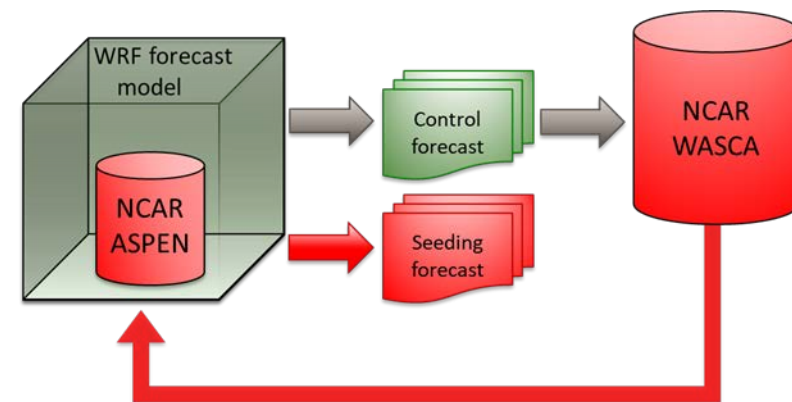 WRF forecast
model
NCAR
ASPEN
Control
forecast
Seeding
forecast
NCAR
WASCA